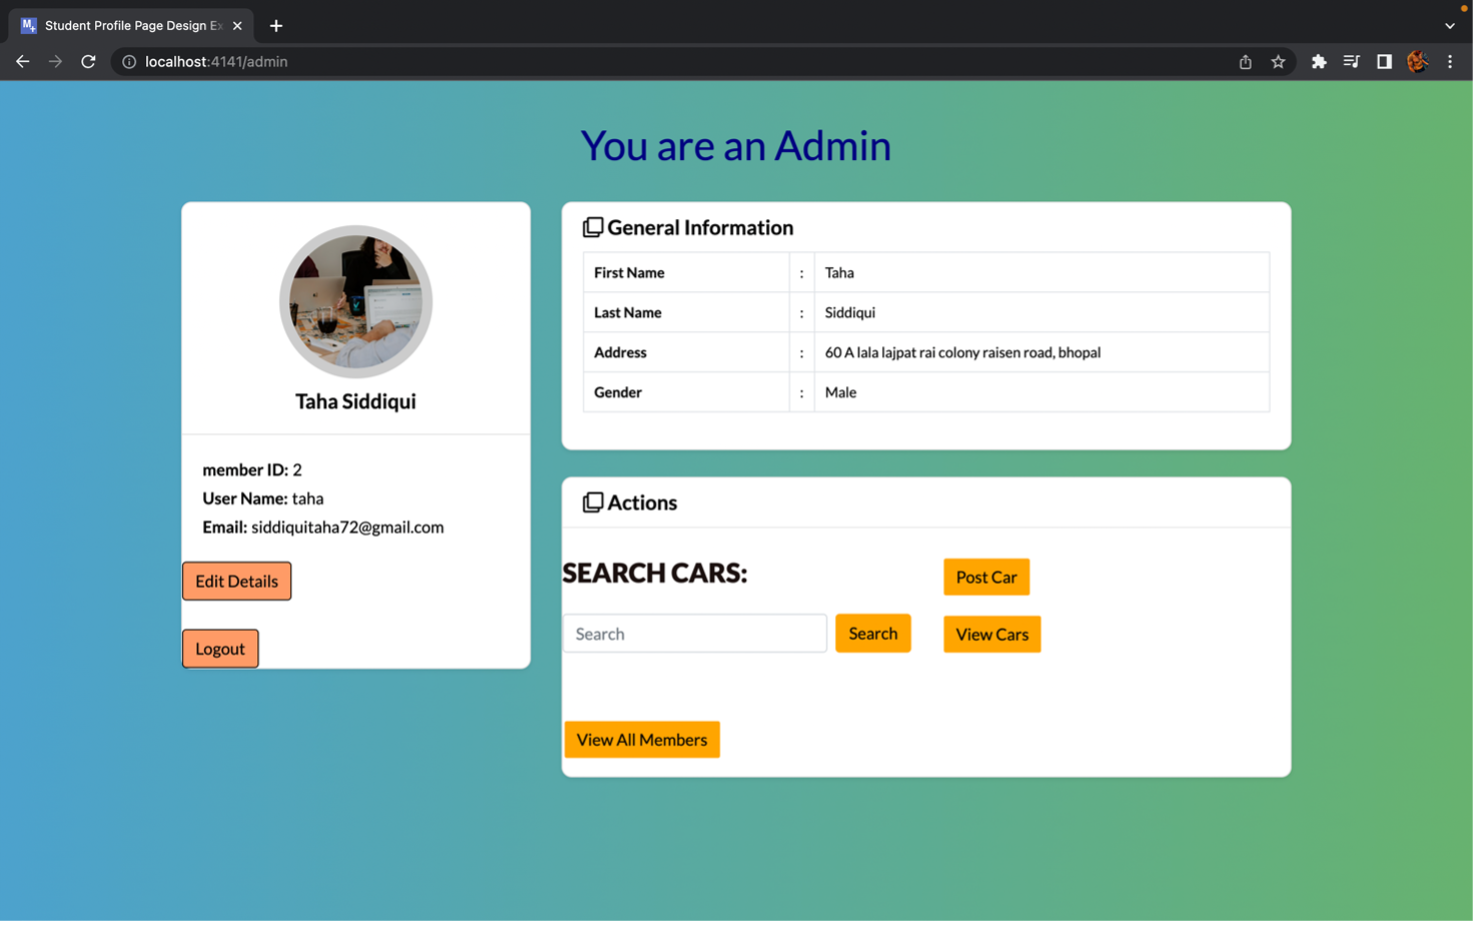 Student Profile Page Design Ex
localhost:4141/admin
You are an Admin
Taha Siddiqui
member ID: 2
User Name: taha
Email: siddiquitaha72@gmail.com
Edit Details
Logout
General Information
First Name : Taha
Last Name : Siddiqui
Address : 60 A lala lajpat rai colony raisen road, bhopal
Gender : Male
Actions
SEARCH CARS:
Post Car
Search Search View Cars
View All Members